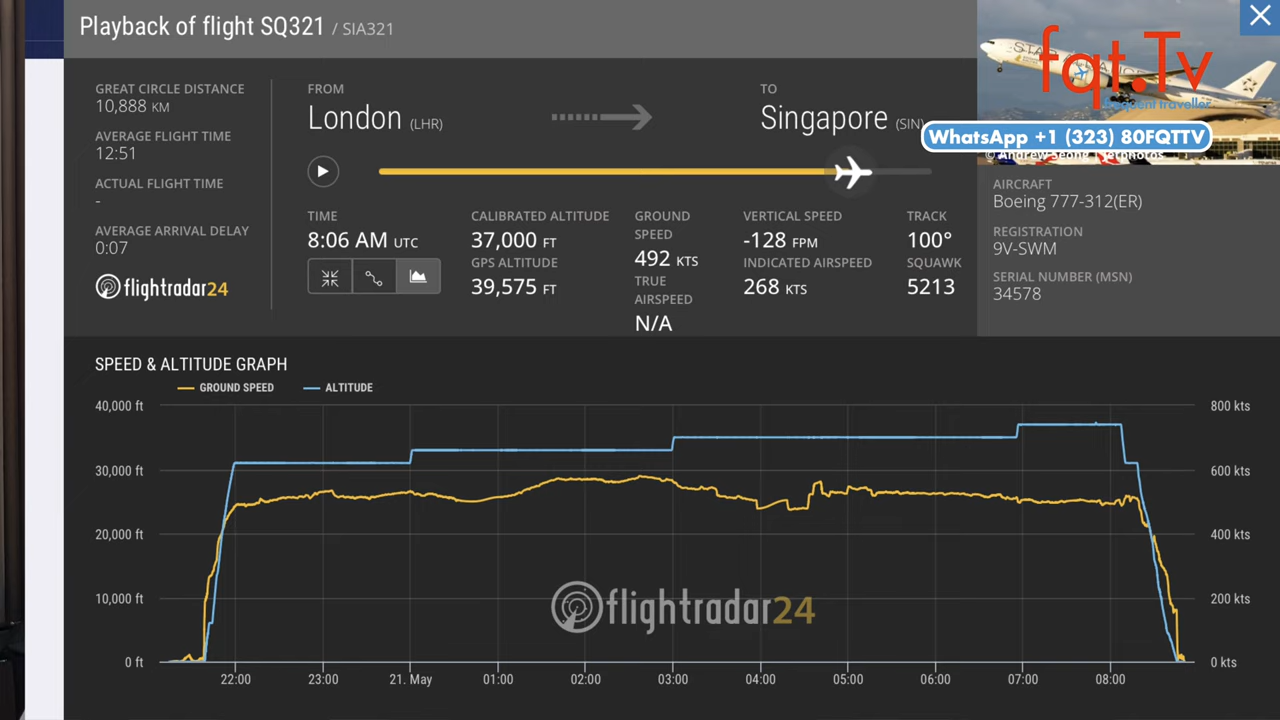 Playback of flight SQ321 / SIA321
GREAT CIRCLE DISTANCE
10,888 KM
AVERAGE FLIGHT TIME
12:51
ACTUAL FLIGHT TIME
-
AVERAGE ARRIVAL DELAY
0:07
flightradar24
FROM
London (LHR)
TO
Singapore (SIN)
TIME
8:06 AM UTC
CALIBRATED ALTITUDE
37,000 FT
GPS ALTITUDE
39,575 FT
GROUND
SPEED
492 KTS
TRUE
AIRSPEED
N/A
VERTICAL SPEED
-128 FPM
INDICATED AIRSPEED
268 KTS
TRACK
100°
SQUAWK
5213
fqt.Tv
frequent traveller
WhatsApp +1 (323) 80FQTTV
© Andrew Seong
AIRCRAFT
Boeing 777-312(ER)
REGISTRATION
9V-SWM
SERIAL NUMBER (MSN)
34578
SPEED & ALTITUDE GRAPH
GROUND SPEED ALTITUDE
40,000 ft 800 kts
30,000 ft 600 kts
20,000 ft 400 kts
10,000 ft 200 kts
0 ft 0 kts
flightradar24
22:00 23:00 21. May 01:00 02:00 03:00 04:00 05:00 06:00 07:00 08:00